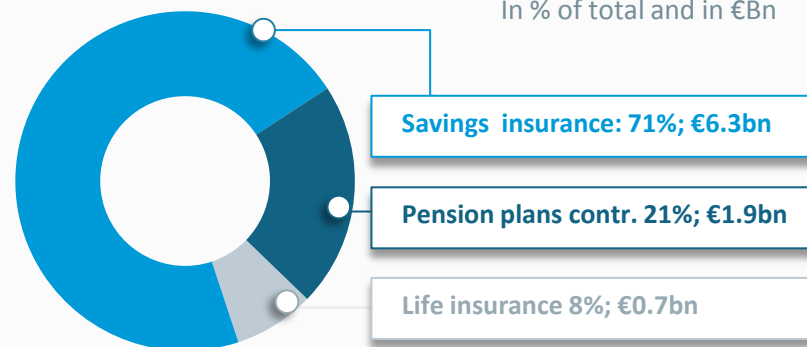 In % of total and in €Bn
Savings insurance: 71%; €6.3bn
Pension plans contr. 21%; €1.9bn
Life insurance 8%; €0.7bn